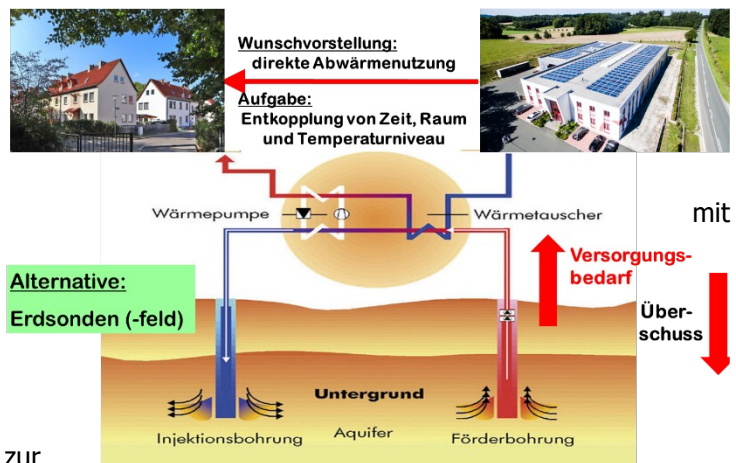 Wunschvorstellung:
direkte Abwärmenutzung
Aufgabe:
Entkopplung von Zeit, Raum
und Temperaturniveau
Wärmepumpe
Wärmetauscher
mit
Versorgungs-
bedarf
Alternative:
Erdsonden (-feld)
Über-
schuss
Untergrund
Injektionsbohrung
Aquifer
Förderbohrung
zur